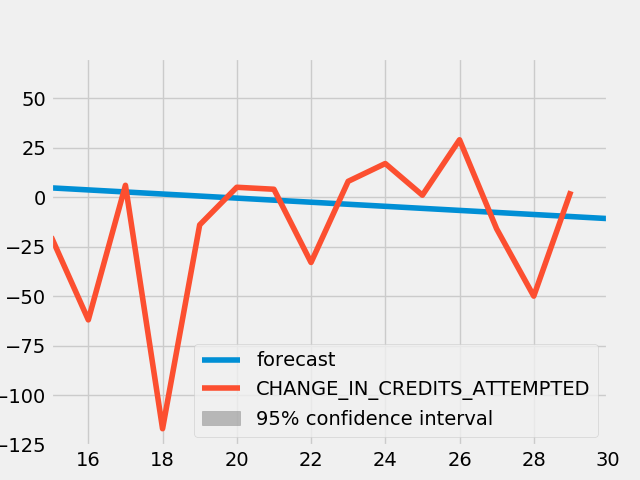 50
25
0
−25
−50
−75
−100
−125
forecast
CHANGE_IN_CREDITS_ATTEMPTED
95% confidence interval
16 18 20 22 24 26 28 30